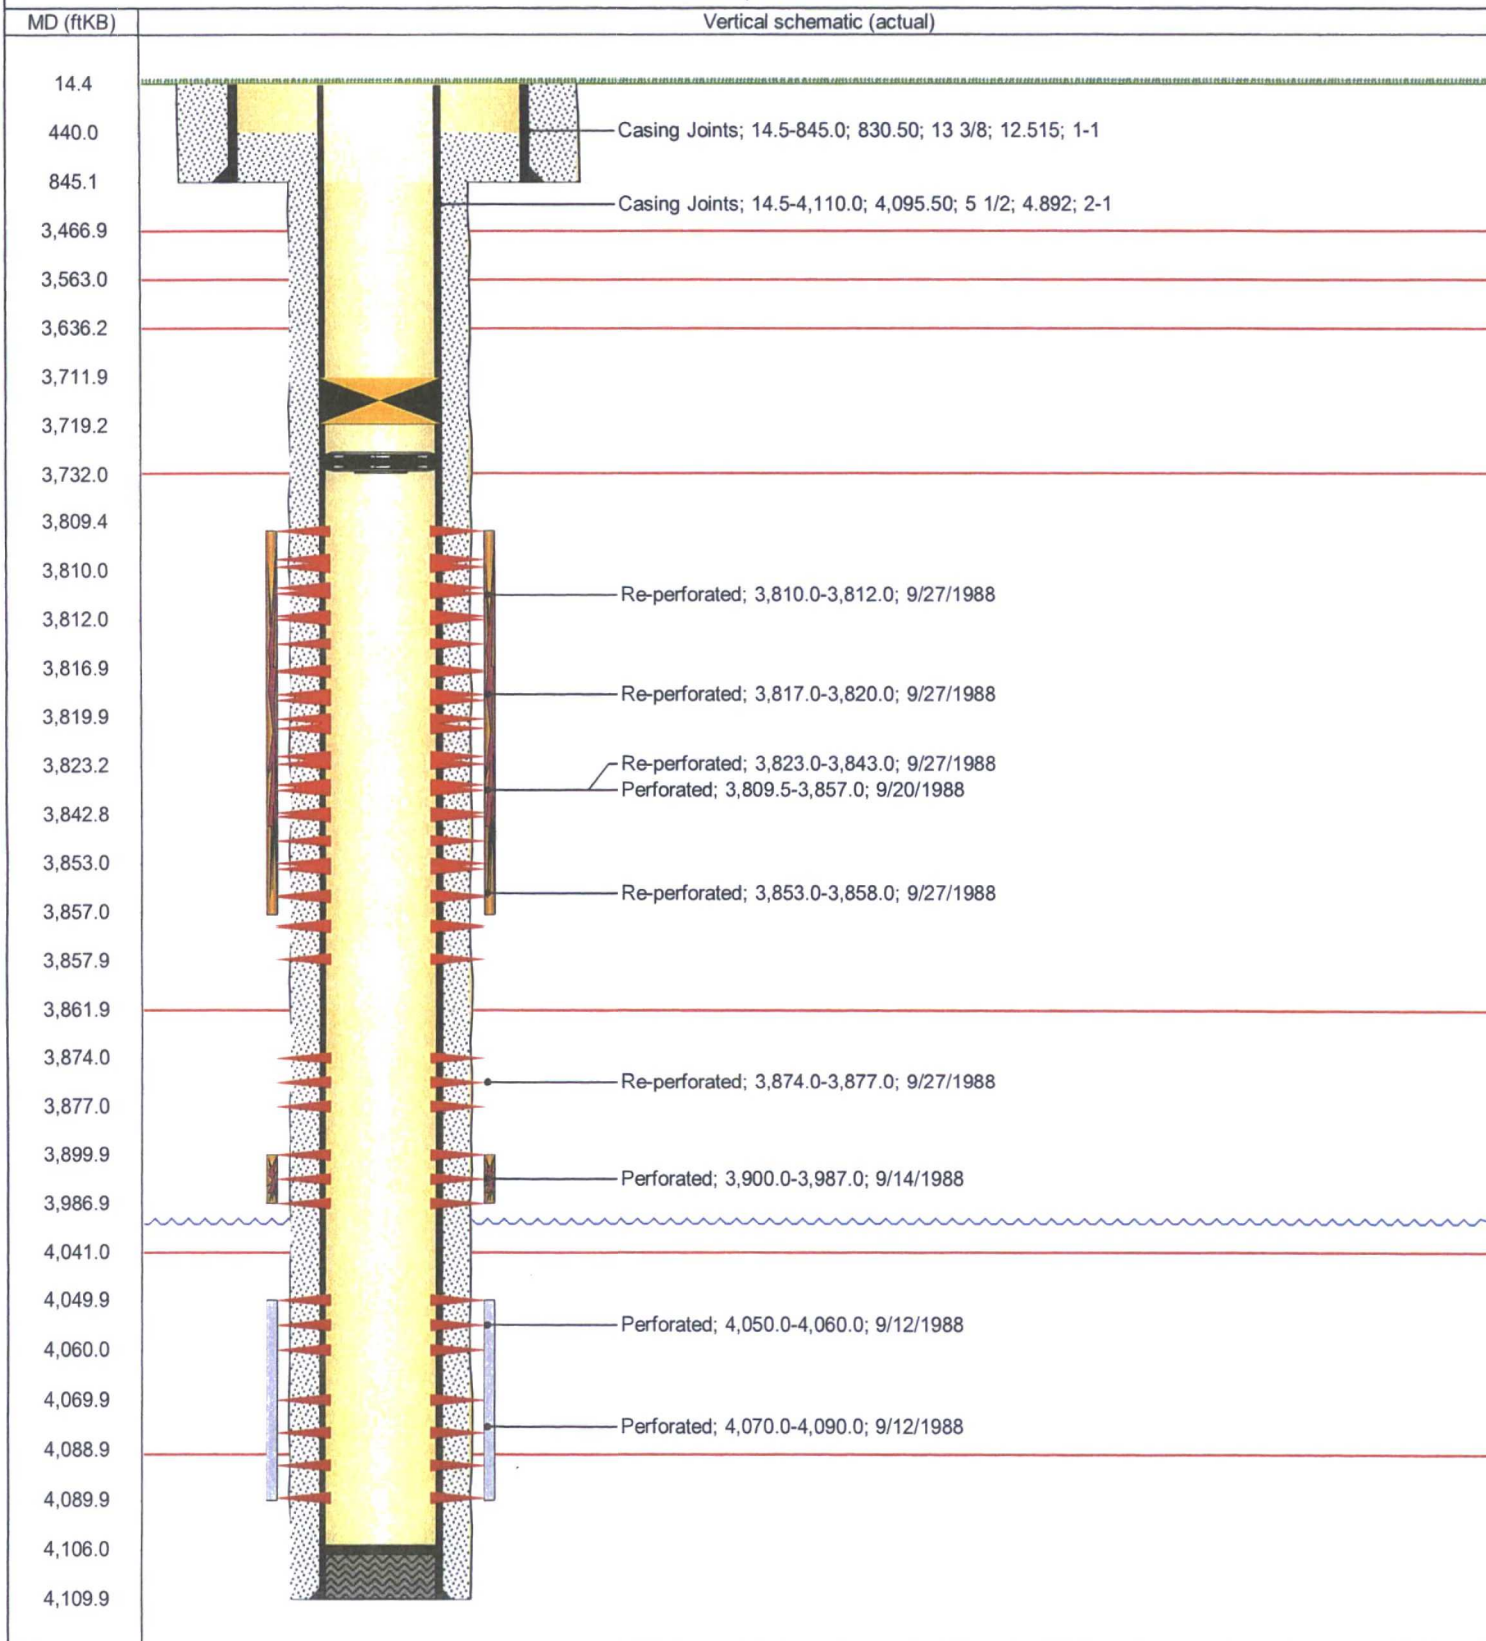 MD (ftKB) Vertical schematic (actual)
14.4
Casing Joints; 14.5-845.0; 830.50; 13 3/8; 12.515; 1-1
440.0
845.1
Casing Joints; 14.5-4,110.0; 4,095.50; 5 1/2; 4.892; 2-1
3,466.9
3,563.0
3,636.2
3,711.9
3,719.2
3,732.0
3,809.4
3,810.0
Re-perforated; 3,810.0-3,812.0; 9/27/1988
3,812.0
3,816.9
Re-perforated; 3,817.0-3,820.0; 9/27/1988
3,819.9
Re-perforated; 3,823.0-3,843.0; 9/27/1988
3,823.2
Perforated; 3,809.5-3,857.0; 9/20/1988
3,842.8
3,853.0
Re-perforated; 3,853.0-3,858.0; 9/27/1988
3,857.0
3,857.9
3,861.9
3,874.0
Re-perforated; 3,874.0-3,877.0; 9/27/1988
3,877.0
3,899.9
Perforated; 3,900.0-3,987.0; 9/14/1988
3,986.9
4,041.0
4,049.9
Perforated; 4,050.0-4,060.0; 9/12/1988
4,060.0
4,069.9
Perforated; 4,070.0-4,090.0; 9/12/1988
4,088.9
4,089.9
4,106.0
4,109.9